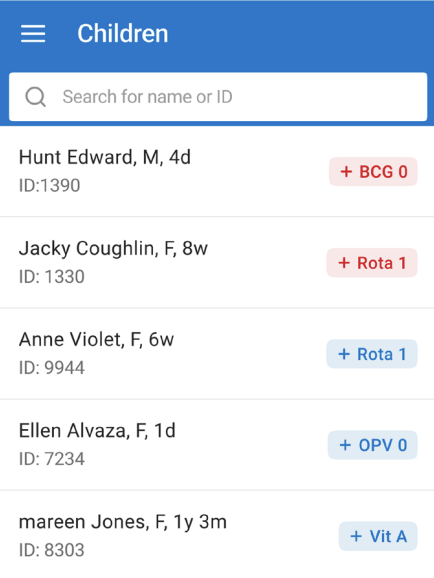 Children
Search for name or ID
Hunt Edward, M, 4d
ID:1390
+ BCG 0
Jacky Coughlin, F, 8w
ID: 1330
+ Rota 1
Anne Violet, F, 6w
ID: 9944
+ Rota 1
Ellen Alvaza, F, 1d
ID: 7234
+ OPV 0
mareen Jones, F, 1y 3m
ID: 8303
+ Vit A